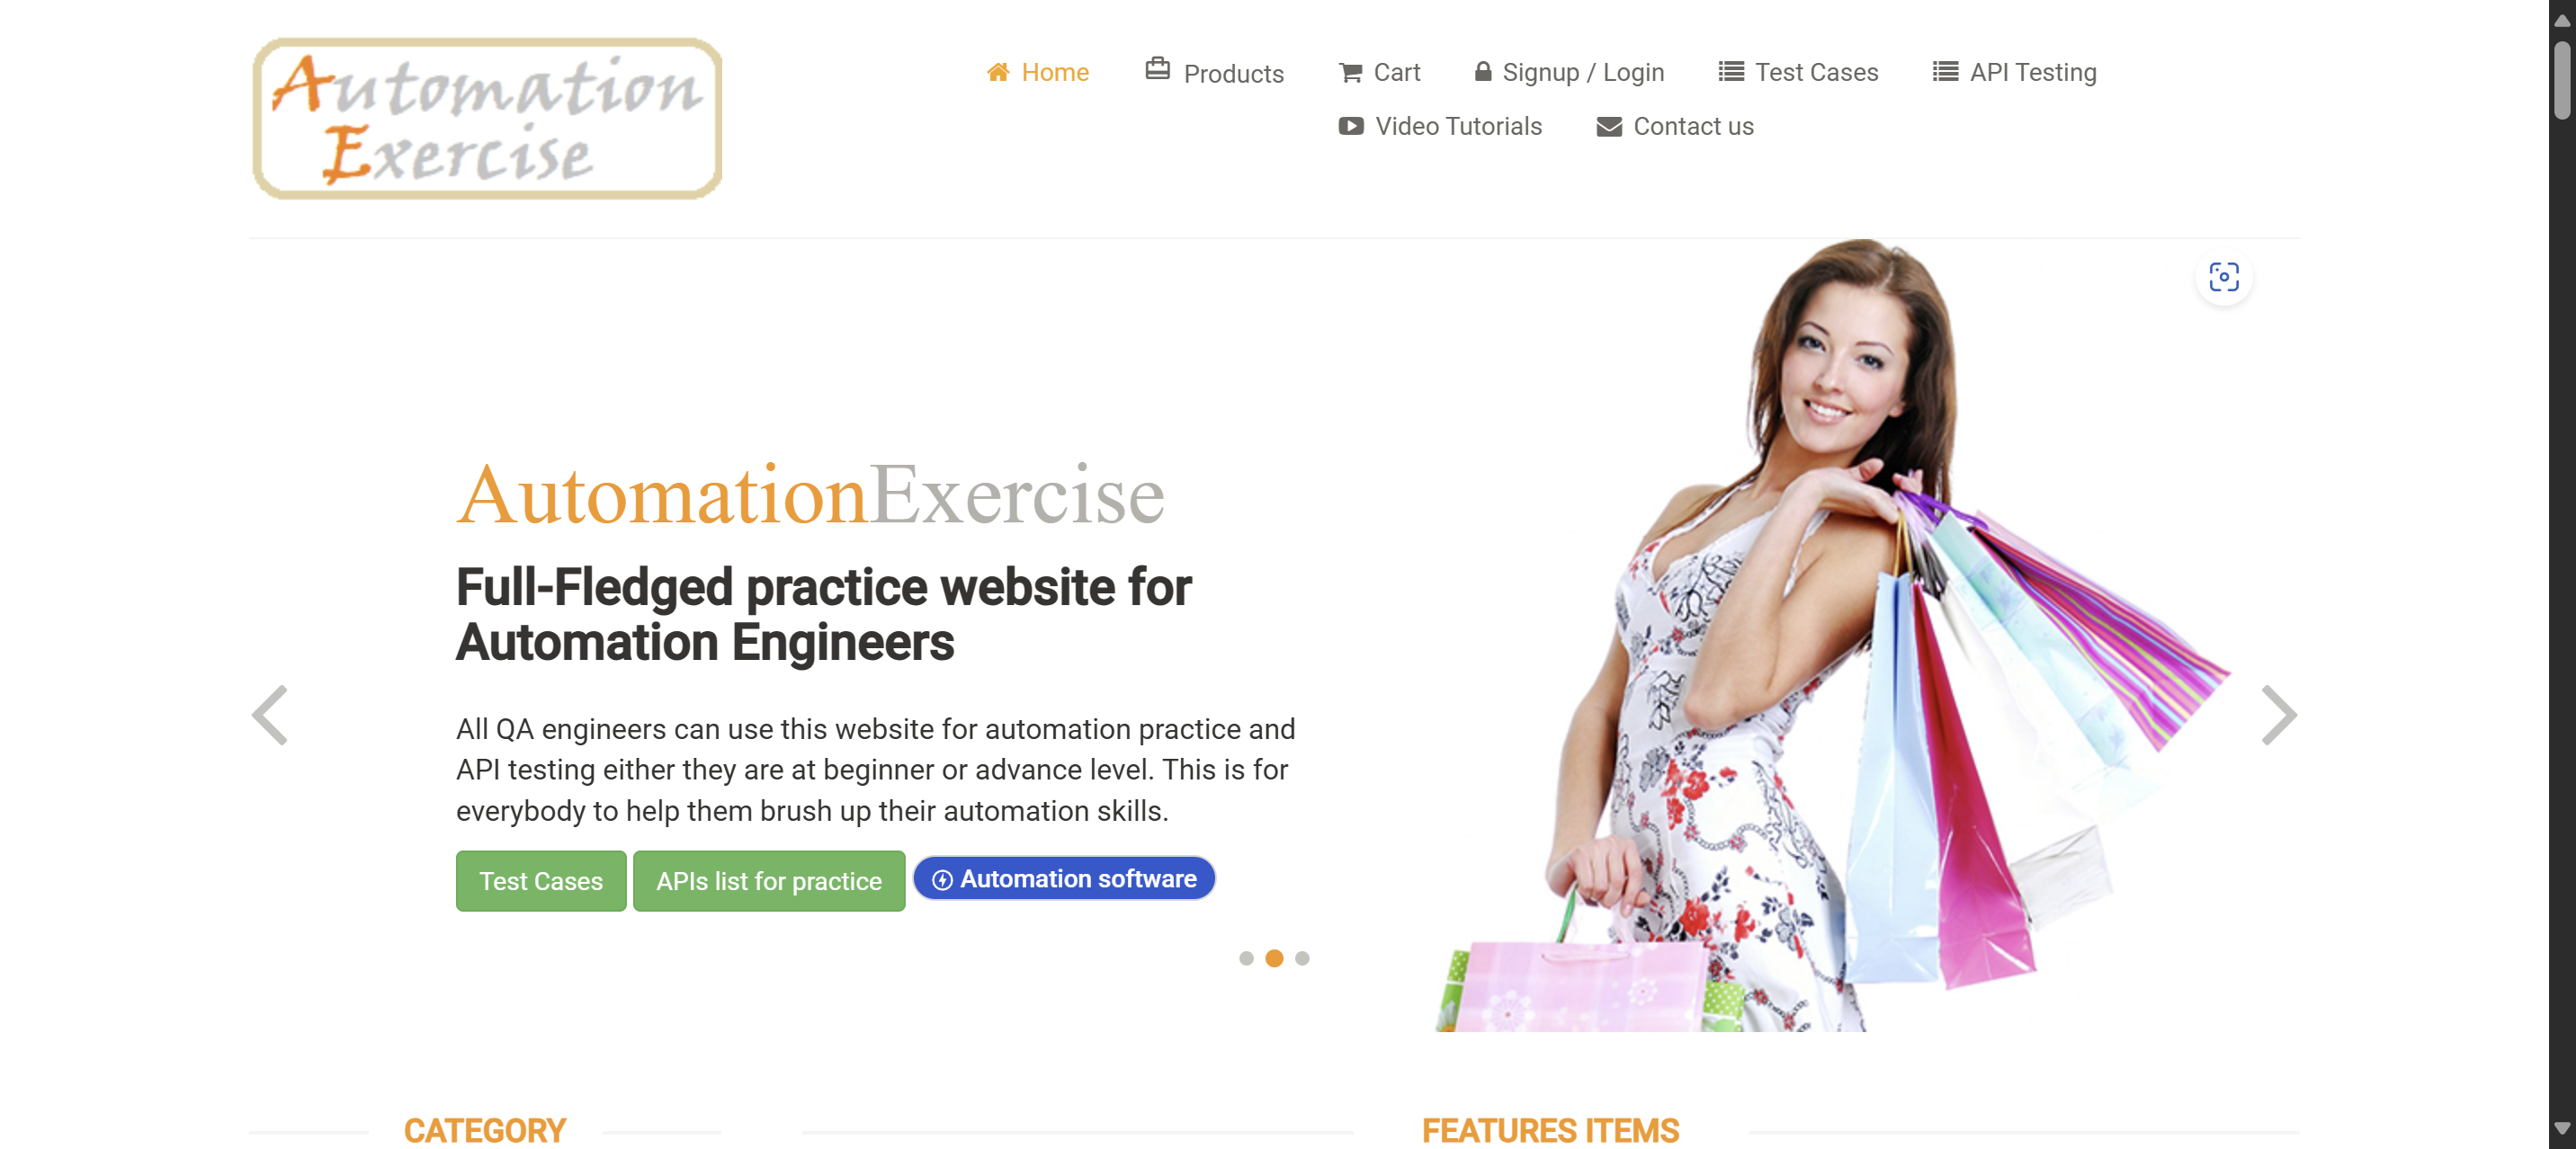 Automation
Exercise
Home Products Cart Signup / Login Test Cases API Testing
Video Tutorials Contact us
AutomationExercise
Full-Fledged practice website for
Automation Engineers
All QA engineers can use this website for automation practice and
API testing either they are at beginner or advance level. This is for
everybody to help them brush up their automation skills.
Test Cases APIs list for practice Automation software
CATEGORY FEATURES ITEMS